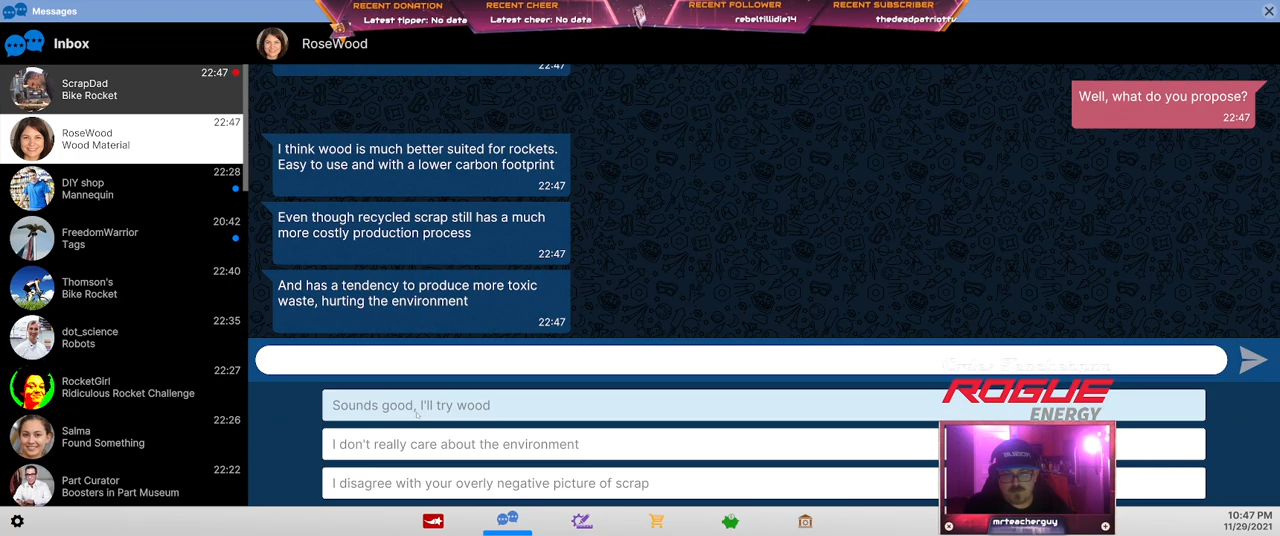 Messages
RECENT DONATION
Latest tipper: No data
RECENT CHEER
Latest cheer: No data
RECENT FOLLOWER
rebeltillidie14
RECENT SUBSCRIBER
thedeadpatriottv
Inbox
RoseWood
ScrapDad
Bike Rocket
22:47
RoseWood
Wood Material
22:47
DIY shop
Mannequin
22:28
FreedomWarrior
Tags
20:42
Thomson's
Bike Rocket
22:40
dot_science
Robots
22:35
RocketGirl
Ridiculous Rocket Challenge
22:27
Salma
Found Something
22:26
Part Curator
Boosters in Part Museum
22:22
22:47
Well, what do you propose?
22:47
I think wood is much better suited for rockets.
Easy to use and with a lower carbon footprint
22:47
Even though recycled scrap still has a much
more costly production process
22:47
And has a tendency to produce more toxic
waste, hurting the environment
22:47
Sounds good, I'll try wood
I don't really care about the environment
I disagree with your overly negative picture of scrap
ROGUE
ENERGY
mrteacherguy
10:47 PM
11/29/2021